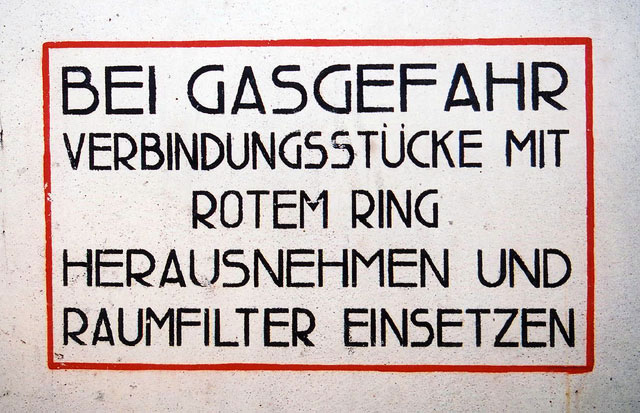 BEI GASGEFAHR
VERBINDUNGSSTÜCKE MIT
ROTEM RING
HERAUSNEHMEN UND
RAUMFILTER EINSETZEN